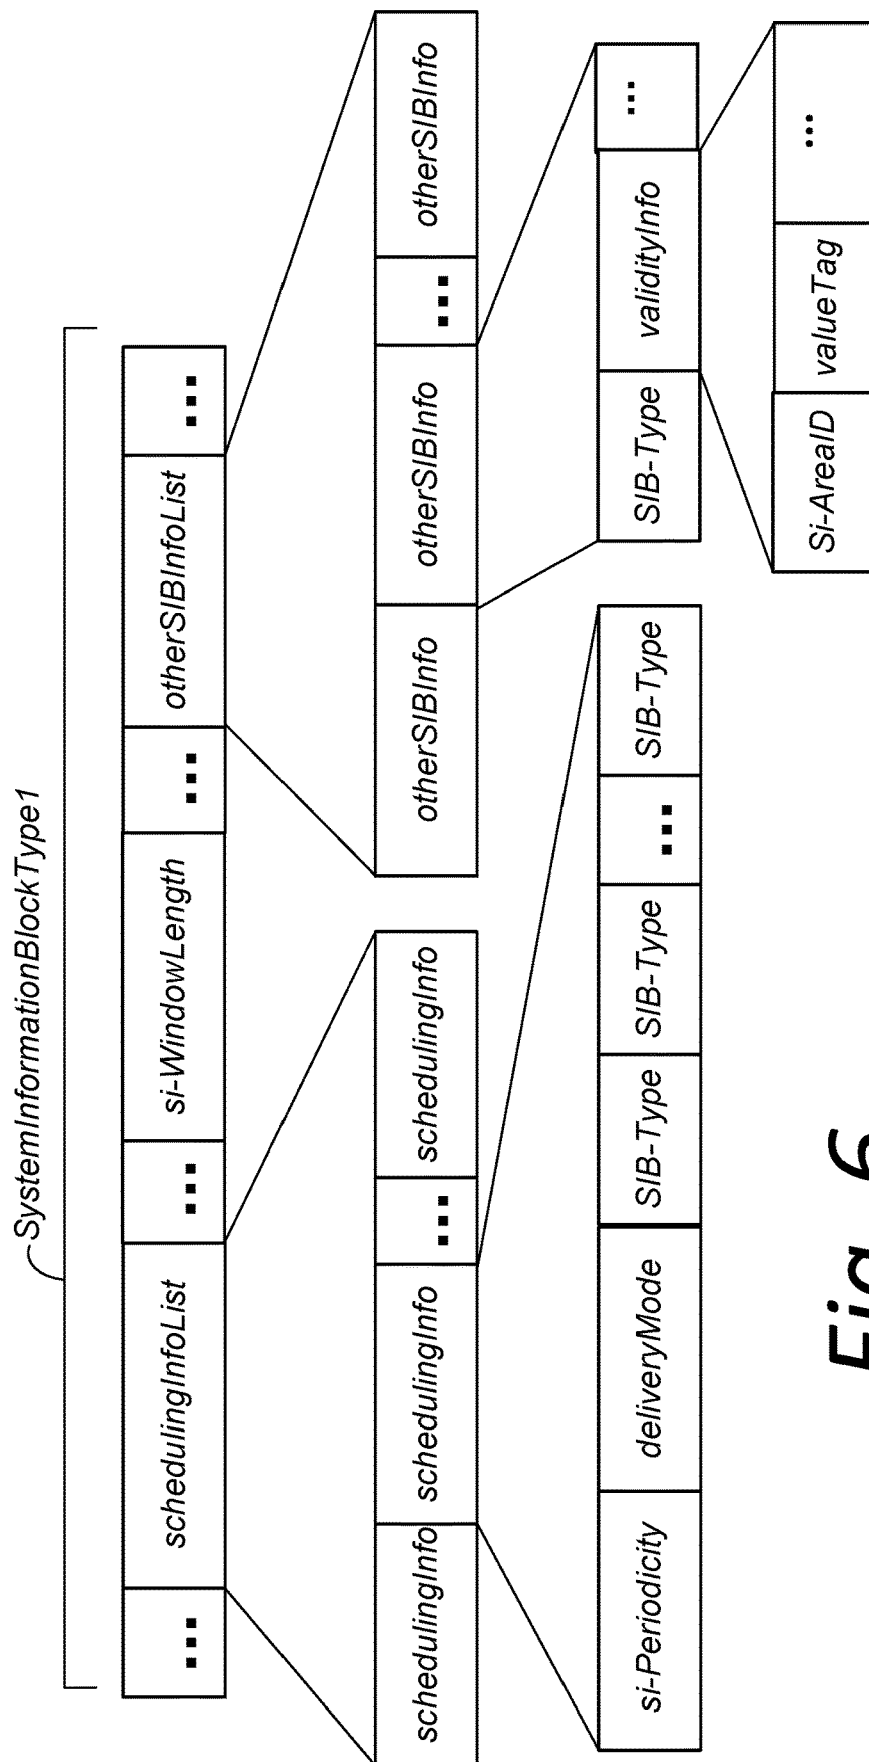 SystemInformationBlockType1
... schedulingInfoList ... si-WindowLength ... otherSIBInfoList ...
schedulingInfo schedulingInfo ... schedulingInfo
otherSIBInfo otherSIBInfo ... otherSIBInfo
si-Periodicity deliveryMode SIB-Type SIB-Type ... SIB-Type
SIB-Type validityInfo ...
Si-AreaID valueTag ...
Fig. 6